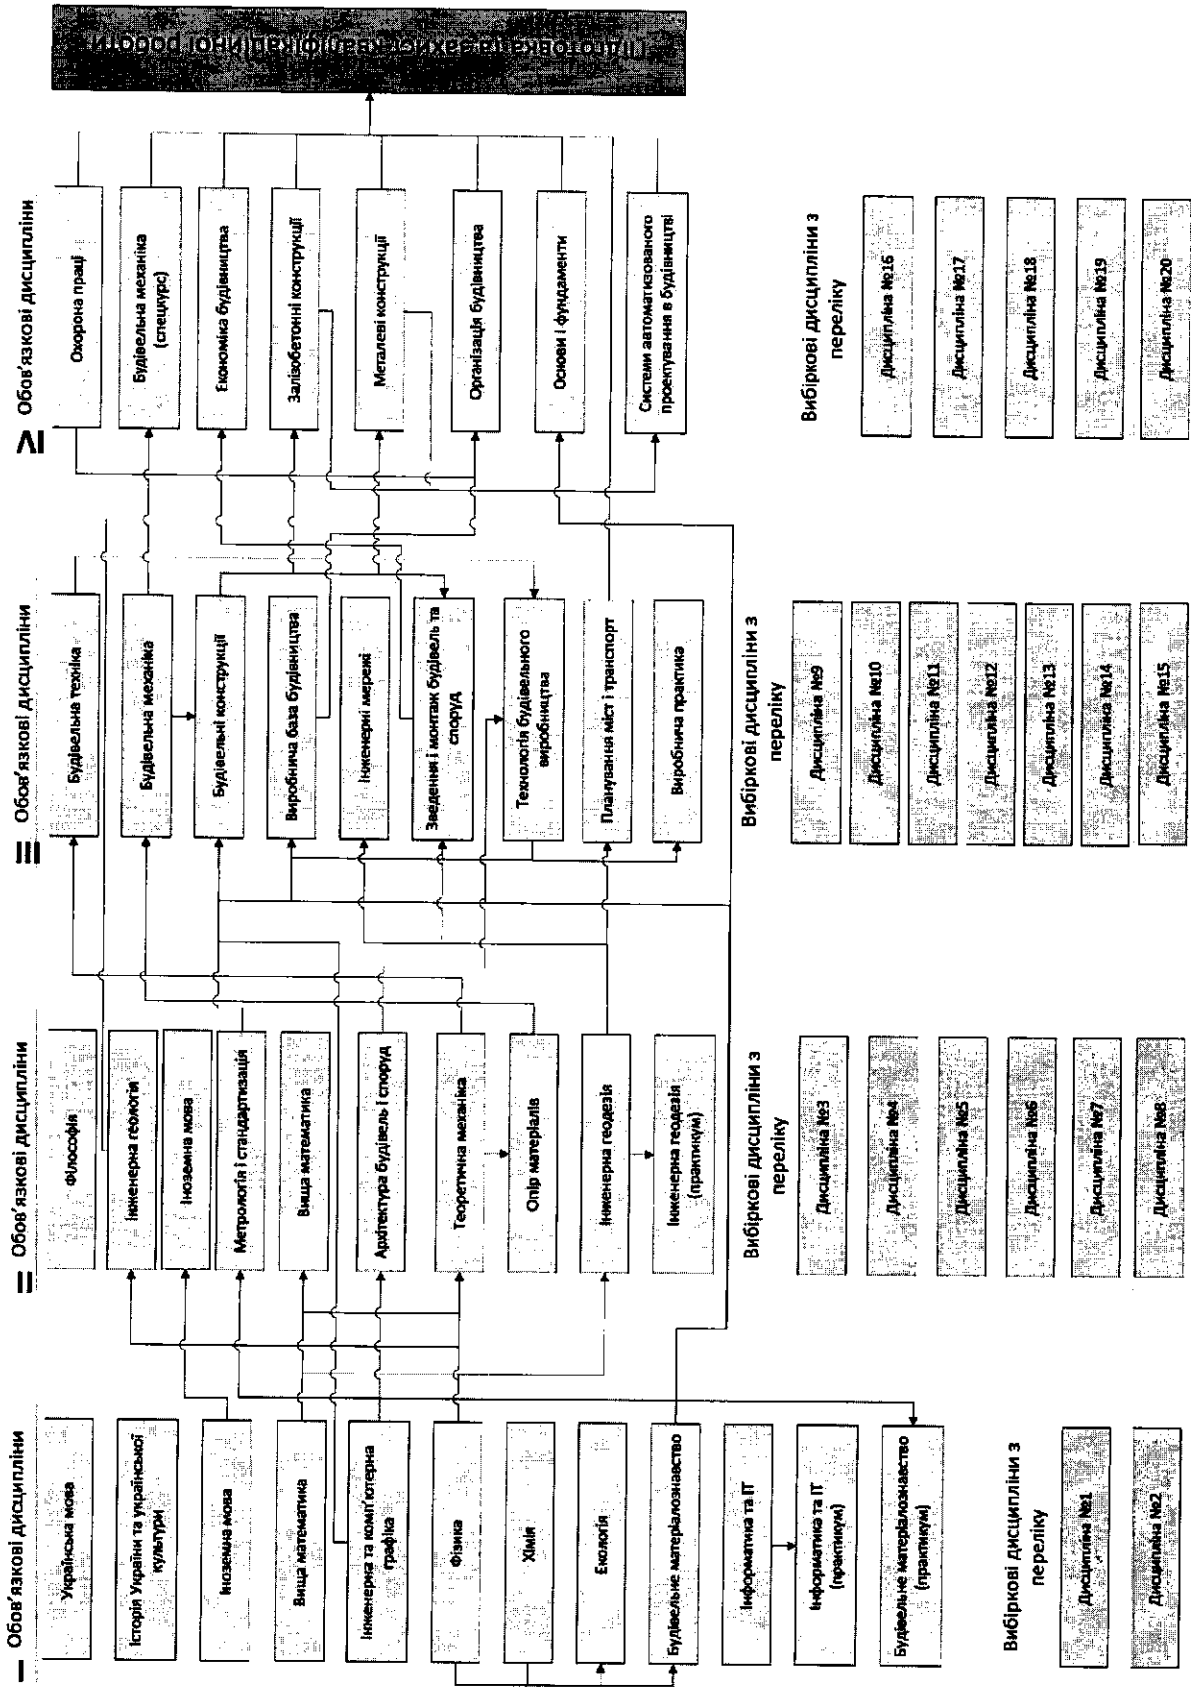 I
Обов'язкові дисципліни
Українська мова
Історія України та української
культури
Іноземна мова
Вища математика
Інженерна та комп'ютерна
графіка
Фізика
Хімія
Екологія
Будівельне матеріалознавство
Інформатика та ІТ
Інформатика та ІТ
(практикум)
Будівельне матеріалознавство
(практикум)
Вибіркові дисципліни з
переліку
Дисципліна №1
Дисципліна №2
II
Обов'язкові дисципліни
Філософія
Інженерна геологія
Іноземна мова
Метрологія і стандартизація
Вища математика
Архітектура будівель і споруд
Теоретична механіка
Опір матеріалів
Інженерна геодезія
Інженерна геодезія
(практикум)
Вибіркові дисципліни з
переліку
Дисципліна №3
Дисципліна №4
Дисципліна №5
Дисципліна №6
Дисципліна №7
Дисципліна №8
III
Обов'язкові дисципліни
Будівельна техніка
Будівельна механіка
Будівельні конструкції
Виробнича база будівництва
Інженерні мережі
Зведення і монтаж будівель та
споруд
Технологія будівельного
виробництва
Планування міст і транспорт
Виробнича практика
Вибіркові дисципліни з
переліку
Дисципліна №9
Дисципліна №10
Дисципліна №11
Дисципліна №12
Дисципліна №13
Дисципліна №14
Дисципліна №15
IV
Обов'язкові дисципліни
Охорона праці
Будівельна механіка
(спецкурс)
Економіка будівництва
Залізобетонні конструкції
Металеві конструкції
Організація будівництва
Основи і фундаменти
Системи автоматизованого
проектування в будівництві
Вибіркові дисципліни з
переліку
Дисципліна №16
Дисципліна №17
Дисципліна №18
Дисципліна №19
Дисципліна №20
Підготовка та захист кваліфікаційної роботи